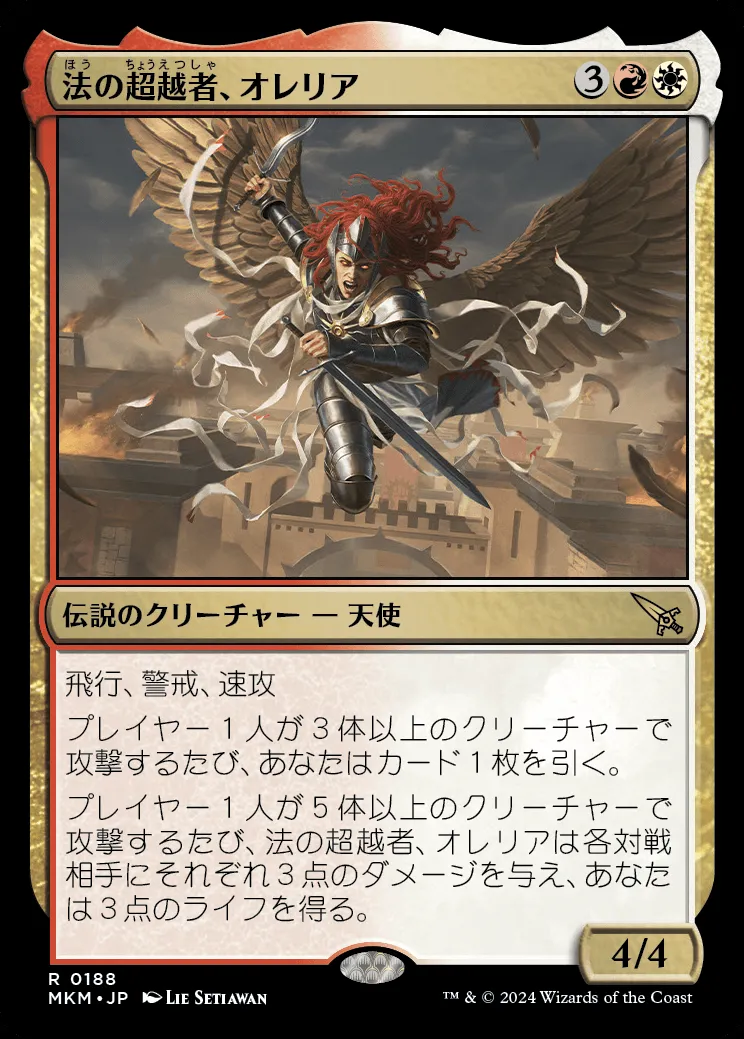 ほう ちょうえつしゃ
法の超越者、オレリア 3
伝説のクリーチャー — 天使
飛行、警戒、速攻
プレイヤー1人が3体以上のクリーチャーで
攻撃するたび、あなたはカード1枚を引く。
プレイヤー1人が5体以上のクリーチャーで
攻撃するたび、法の超越者、オレリアは各対戦
相手にそれぞれ3点のダメージを与え、あなた
は3点のライフを得る。
4/4
R 0188
MKM • JP Lie Setiawan
™ & © 2024 Wizards of the Coast